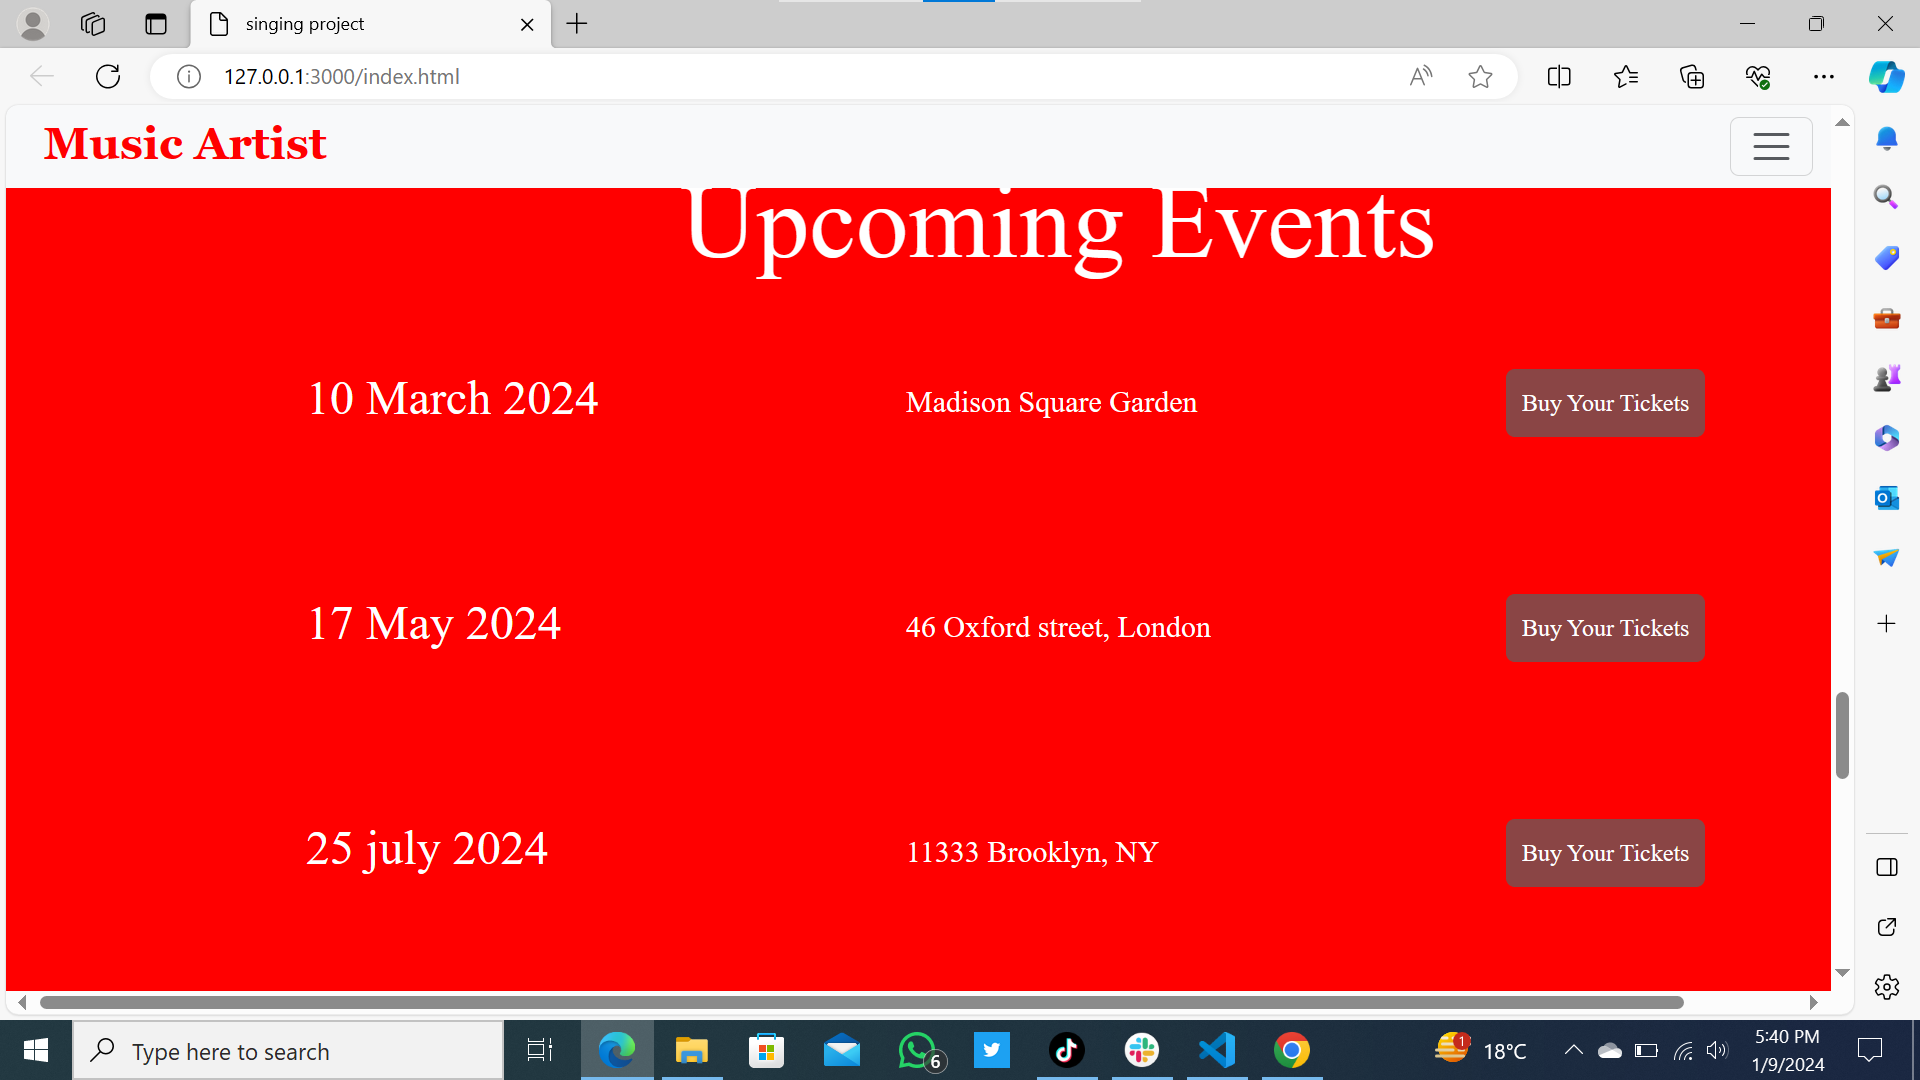 singing project
127.0.0.1:3000/index.html
Music Artist
Upcoming Events
10 March 2024 Madison Square Garden Buy Your Tickets
17 May 2024 46 Oxford street, London Buy Your Tickets
25 july 2024 11333 Brooklyn, NY Buy Your Tickets
Type here to search
6
1
18°C
5:40 PM
1/9/2024